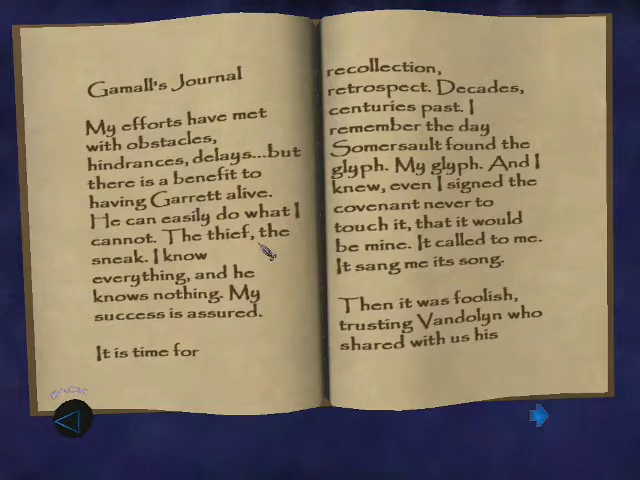 Gamall's Journal
My efforts have met
with obstacles,
hindrances, delays...but
there is a benefit to
having Garrett alive.
He can easily do what I
cannot. The thief, the
sneak. I know
everything, and he
knows nothing. My
success is assured.
It is time for
recollection,
retrospect. Decades,
centuries past. I
remember the day
Somersault found the
glyph. My glyph. And I
knew, even I signed the
covenant never to
touch it, that it would
be mine. It called to me.
It sang me its song.
Then it was foolish,
trusting Vandolyn who
shared with us his